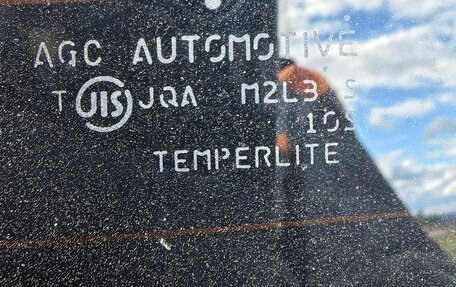 AGC AUTOMOTIVE
T JIS JQA M2L3 S
TEMPERLITE